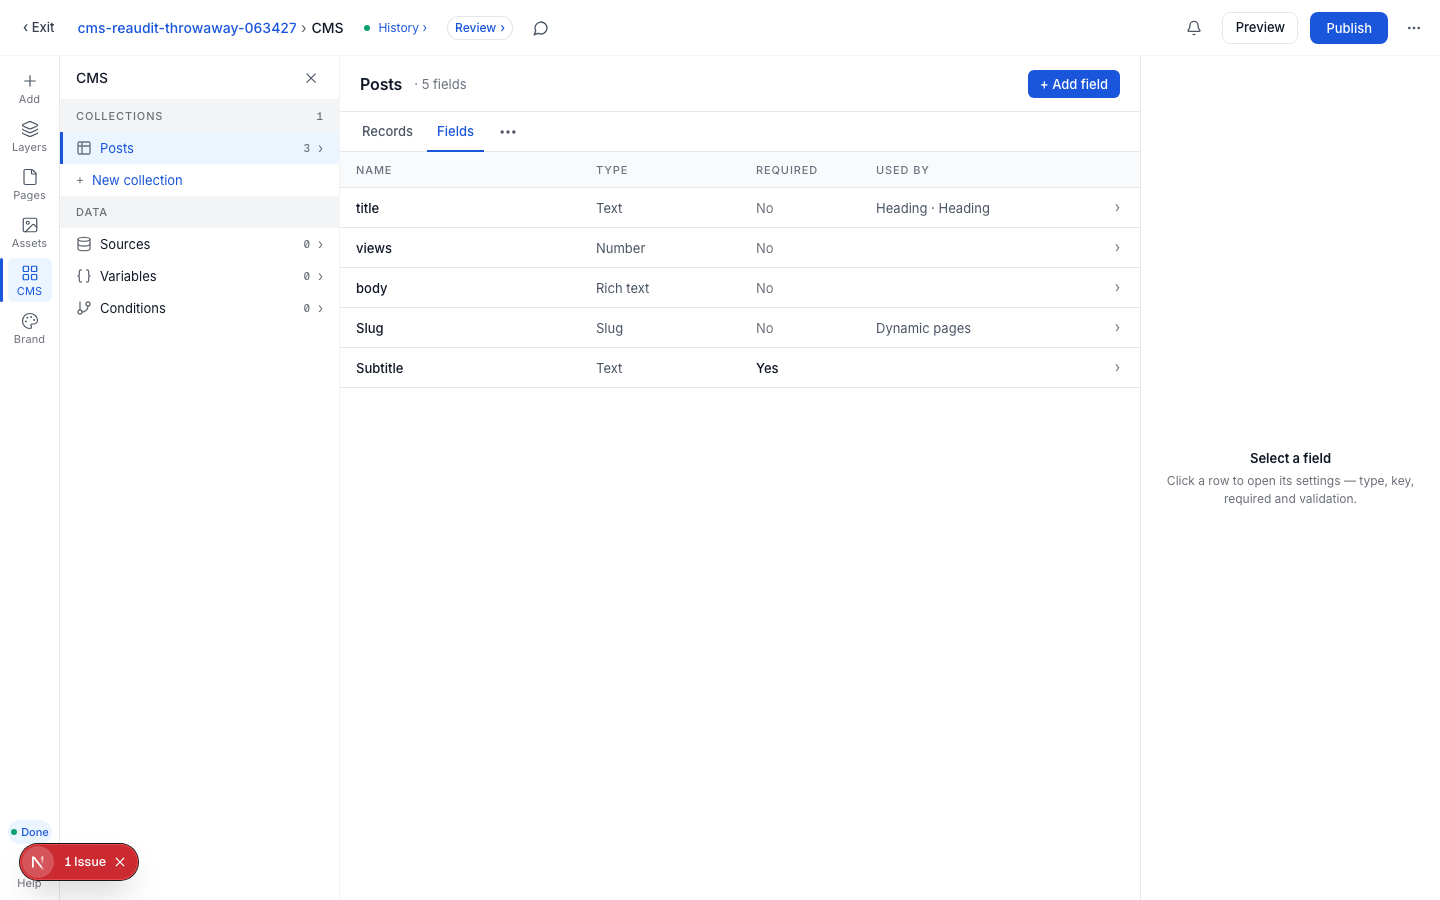 ‹ Exit
cms-reaudit-throwaway-063427 › CMS
History ›
Review ›
Preview
Publish
Add
Layers
Pages
Assets
CMS
Brand
Done
1 Issue
Help
CMS
COLLECTIONS 1
Posts 3 ›
+ New collection
DATA
Sources 0 ›
Variables 0 ›
Conditions 0 ›
Posts · 5 fields
+ Add field
Records Fields
NAME TYPE REQUIRED USED BY
title Text No Heading · Heading ›
views Number No ›
body Rich text No ›
Slug Slug No Dynamic pages ›
Subtitle Text Yes ›
Select a field
Click a row to open its settings — type, key,
required and validation.